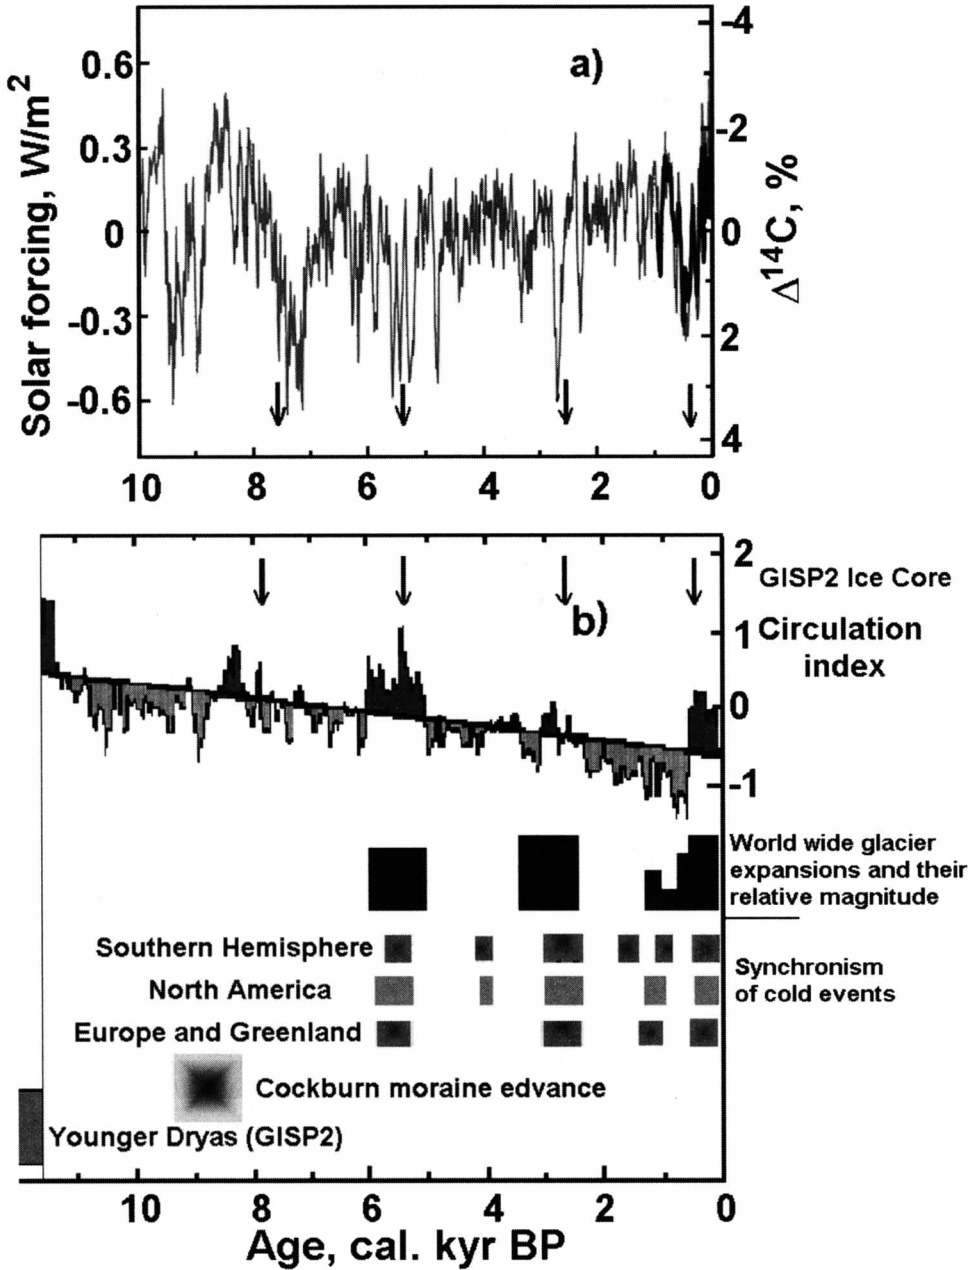 a)
Solar forcing, W/m²
0.6
0.3
0
-0.3
-0.6
-4
-2
0
2
4
Δ¹⁴C, %
10 8 6 4 2 0
b)
2
1
0
-1
GISP2 Ice Core
Circulation
index
World wide glacier
expansions and their
relative magnitude
Southern Hemisphere
North America
Europe and Greenland
Synchronism
of cold events
Cockburn moraine edvance
Younger Dryas (GISP2)
10 8 6 4 2 0
Age, cal. kyr BP